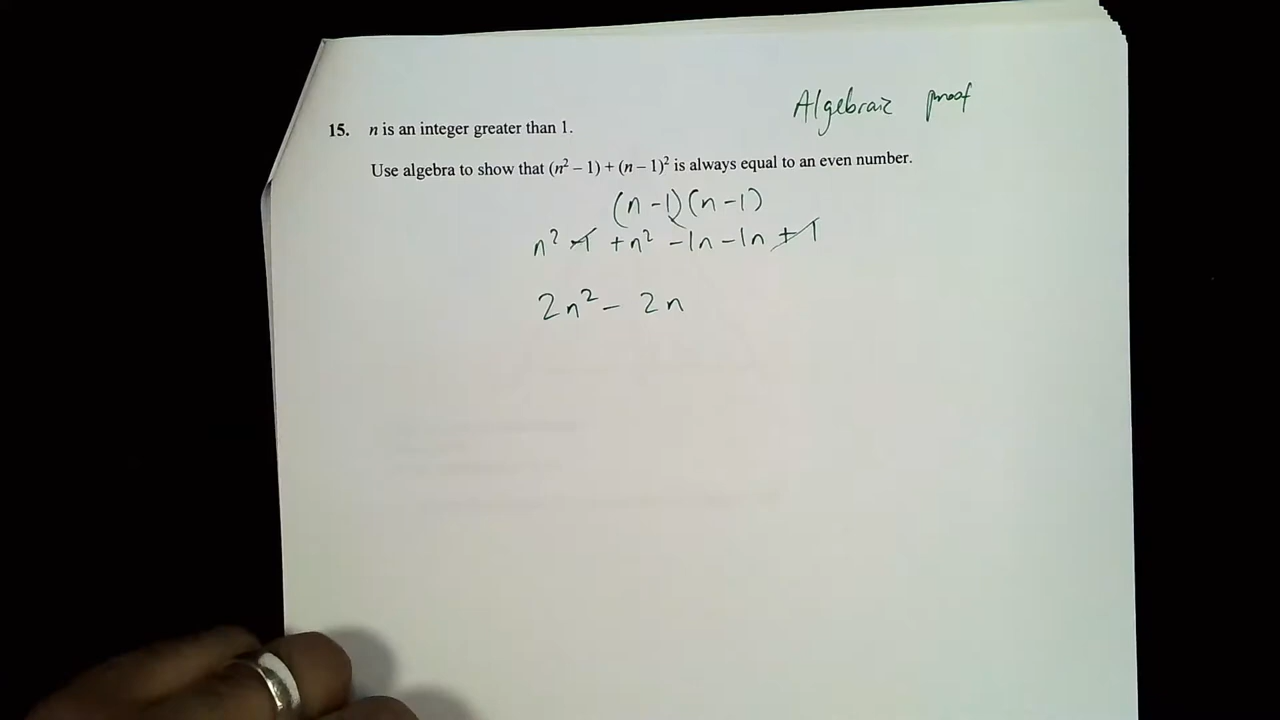 Algebraic proof
15. n is an integer greater than 1.
Use algebra to show that (n² – 1) + (n – 1)² is always equal to an even number.
(n - 1)(n - 1)
n² - 1 + n² - 1n - 1n + 1
2n² - 2n